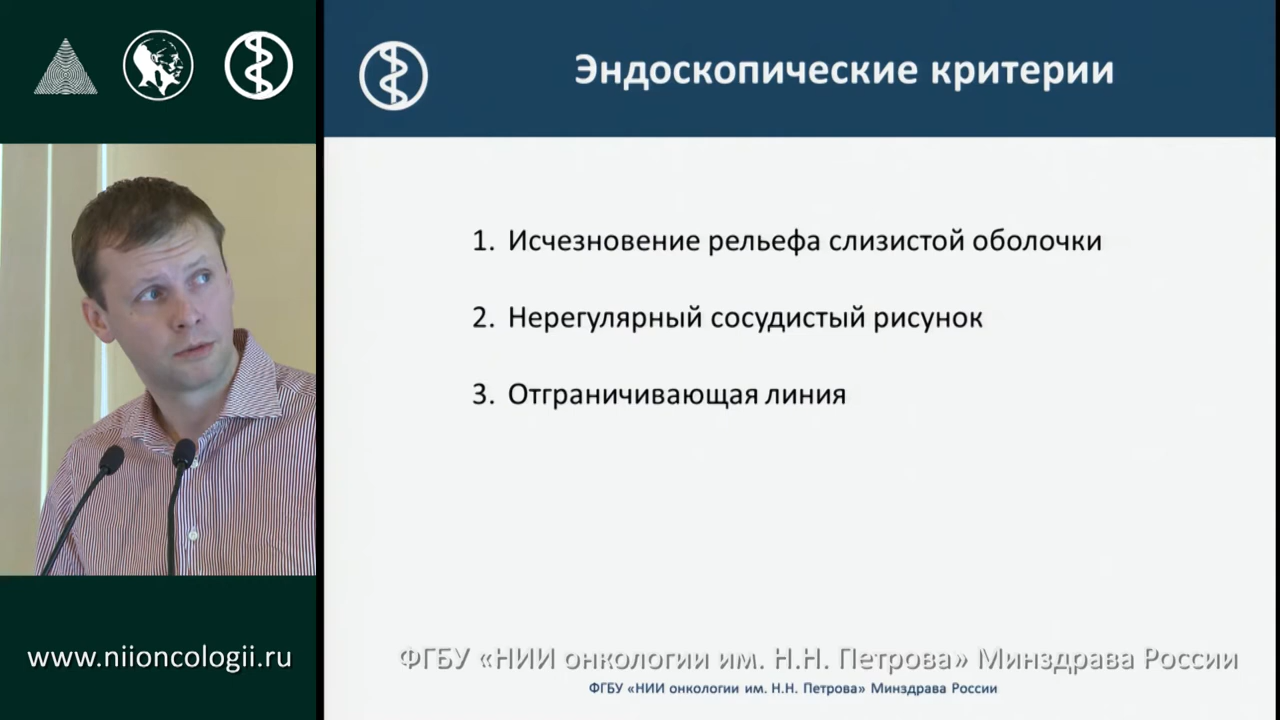 Эндоскопические критерии
1. Исчезновение рельефа слизистой оболочки
2. Нерегулярный сосудистый рисунок
3. Отграничивающая линия
www.niioncologii.ru
ФГБУ «НИИ онкологии им. Н.Н. Петрова» Минздрава России
ФГБУ «НИИ онкологии им. Н.Н. Петрова» Минздрава России